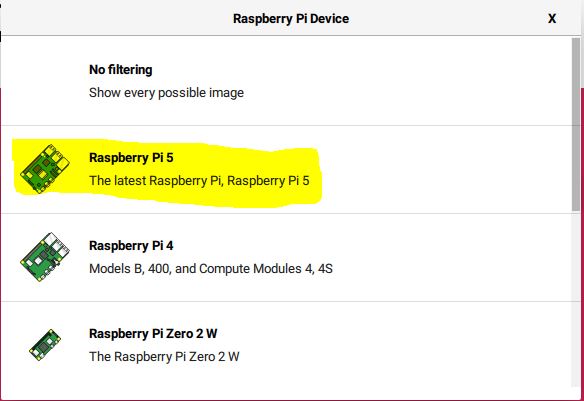 Raspberry Pi Device
X
No filtering
Show every possible image
Raspberry Pi 5
The latest Raspberry Pi, Raspberry Pi 5
Raspberry Pi 4
Models B, 400, and Compute Modules 4, 4S
Raspberry Pi Zero 2 W
The Raspberry Pi Zero 2 W